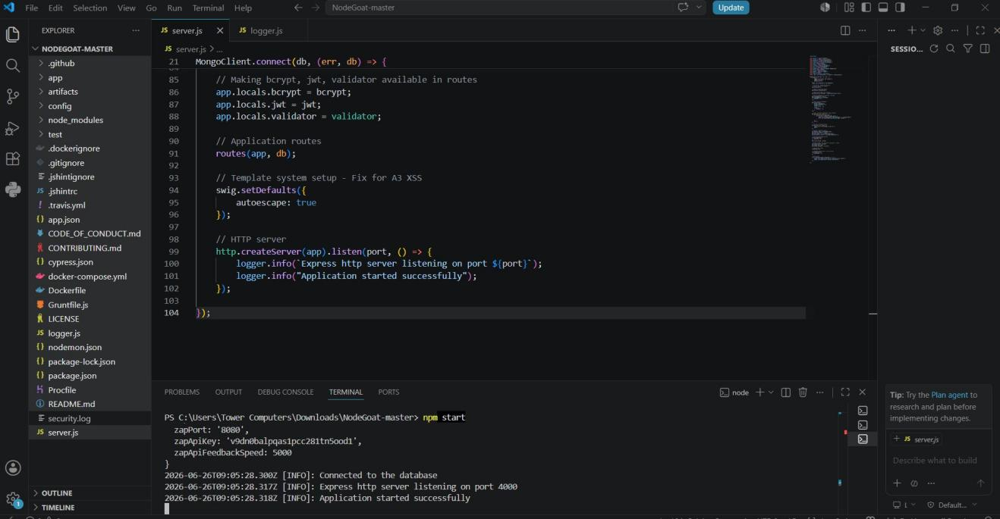 File Edit Selection View Go Run Terminal Help
NodeGoat-master
Update
EXPLORER
NODEGOAT-MASTER
.github
app
artifacts
config
node_modules
test
.dockerignore
.gitignore
.jshintignore
JS .jshintrc
! .travis.yml
{} app.json
CODE_OF_CONDUCT.md
CONTRIBUTING.md
{} cypress.json
docker-compose.yml
Dockerfile
Gruntfile.js
LICENSE
JS logger.js
{} nodemon.json
{} package-lock.json
{} package.json
Procfile
README.md
security.log
JS server.js
OUTLINE
TIMELINE
1
JS server.js
JS logger.js
JS server.js > ...
21 MongoClient.connect(db, (err, db) => {
85 // Making bcrypt, jwt, validator available in routes
86 app.locals.bcrypt = bcrypt;
87 app.locals.jwt = jwt;
88 app.locals.validator = validator;
89
90 // Application routes
91 routes(app, db);
92
93 // Template system setup - Fix for A3 XSS
94 swig.setDefaults({
95 autoescape: true
96 });
97
98 // HTTP server
99 http.createServer(app).listen(port, () => {
100 logger.info(`Express http server listening on port ${port}`);
101 logger.info("Application started successfully");
102 });
103
104 });
PROBLEMS OUTPUT DEBUG CONSOLE TERMINAL PORTS
node
PS C:\Users\Tower Computers\Downloads\NodeGoat-master> npm start
zapPort: '8080',
zapApiKey: 'v9dn0balpqas1pcc281tn5ood1',
zapApiFeedbackSpeed: 5000
}
2026-06-26T09:05:28.300Z [INFO]: Connected to the database
2026-06-26T09:05:28.317Z [INFO]: Express http server listening on port 4000
2026-06-26T09:05:28.318Z [INFO]: Application started successfully
SESSIO...
Tip: Try the Plan agent to
research and plan before
implementing changes.
JS server.js
Describe what to build
Default...